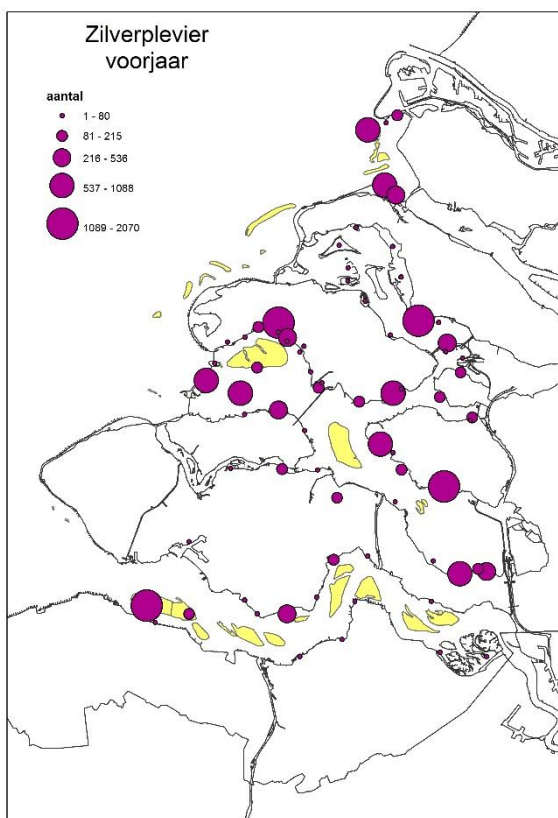 Zilverplevier
voorjaar
aantal
1 - 80
81 - 215
216 - 536
537 - 1088
1089 - 2070